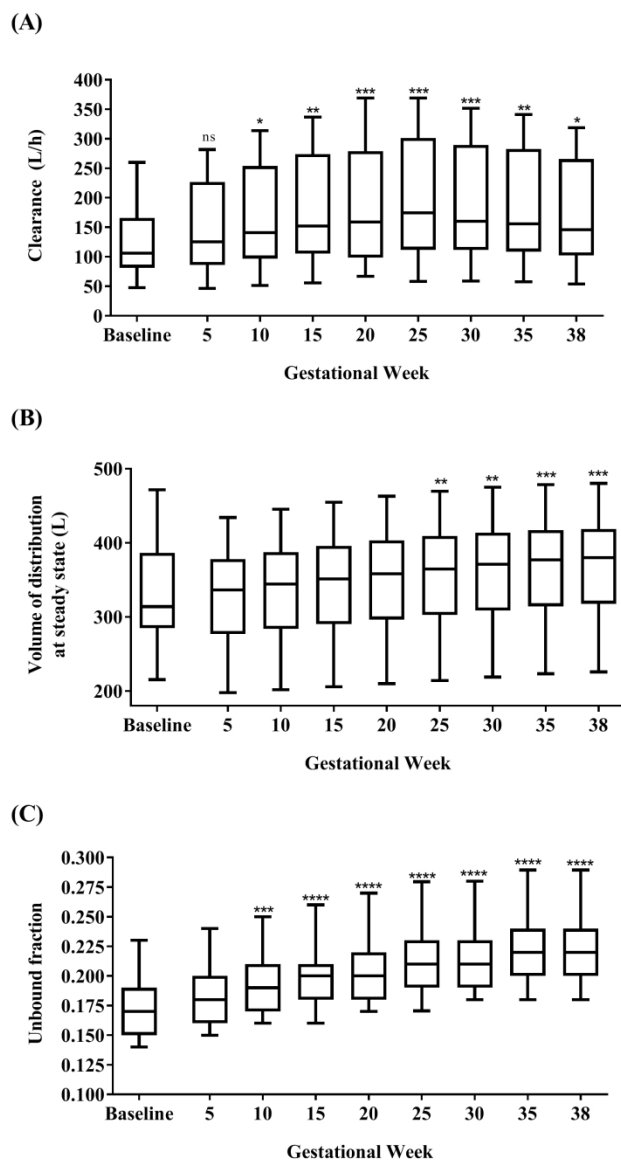 (A)
Clearance (L/h)
400
350
300
250
200
150
100
50
0
ns
*
**
***
***
***
**
*
Baseline 5 10 15 20 25 30 35 38
Gestational Week
(B)
Volume of distribution
at steady state (L)
500
400
300
200
**
**
***
***
Baseline 5 10 15 20 25 30 35 38
Gestational Week
(C)
Unbound fraction
0.300
0.275
0.250
0.225
0.200
0.175
0.150
0.125
0.100
***
****
****
****
****
****
****
Baseline 5 10 15 20 25 30 35 38
Gestational Week